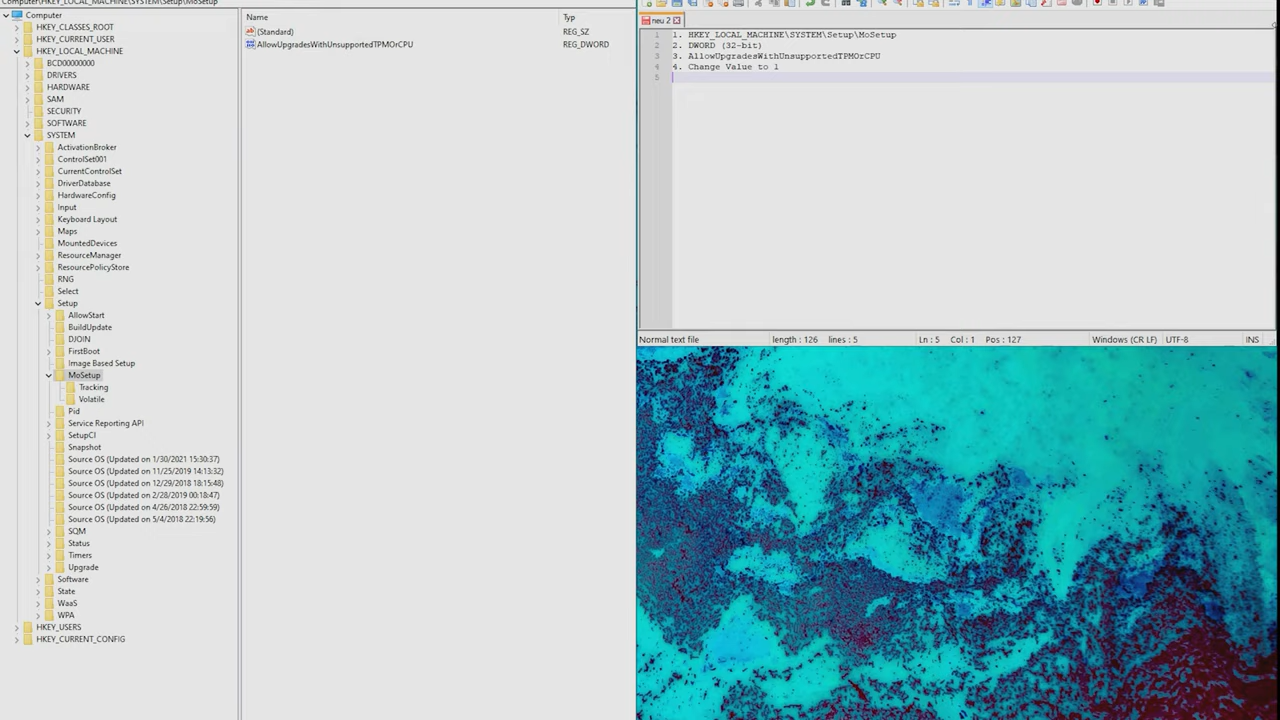 Computer\HKEY_LOCAL_MACHINE\SYSTEM\Setup\MoSetup
Computer
HKEY_CLASSES_ROOT
HKEY_CURRENT_USER
HKEY_LOCAL_MACHINE
BCD00000000
DRIVERS
HARDWARE
SAM
SECURITY
SOFTWARE
SYSTEM
ActivationBroker
ControlSet001
CurrentControlSet
DriverDatabase
HardwareConfig
Input
Keyboard Layout
Maps
MountedDevices
ResourceManager
ResourcePolicyStore
RNG
Select
Setup
AllowStart
BuildUpdate
DJOIN
FirstBoot
Image Based Setup
MoSetup
Tracking
Volatile
Pid
Service Reporting API
SetupCl
Snapshot
Source OS (Updated on 1/30/2021 15:30:37)
Source OS (Updated on 11/25/2019 14:13:32)
Source OS (Updated on 12/29/2018 18:15:48)
Source OS (Updated on 2/28/2019 00:18:47)
Source OS (Updated on 4/26/2018 22:59:59)
Source OS (Updated on 5/4/2018 22:19:56)
SQM
Status
Timers
Upgrade
Software
State
WaaS
WPA
HKEY_USERS
HKEY_CURRENT_CONFIG
Name Typ
(Standard) REG_SZ
AllowUpgradesWithUnsupportedTPMOrCPU REG_DWORD
neu 2
1 1. HKEY_LOCAL_MACHINE\SYSTEM\Setup\MoSetup
2 2. DWORD (32-bit)
3 3. AllowUpgradesWithUnsupportedTPMOrCPU
4 4. Change Value to 1
5
Normal text file length : 126 lines : 5 Ln : 5 Col : 1 Pos : 127 Windows (CR LF) UTF-8 INS